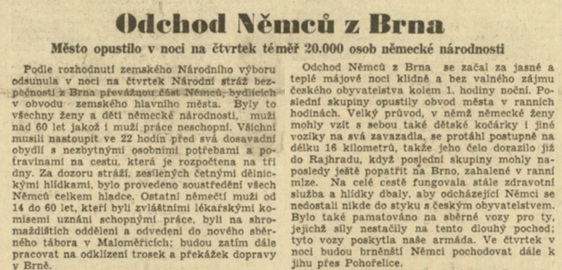 Odchod Němců z Brna
Město opustilo v noci na čtvrtek téměř 20.000 osob německé národnosti
Podle rozhodnutí zemského Národního výboru
odsunula v noci na čtvrtek Národní stráž bez-
pečnosti z Brna převážnou část Němců, bydlících
v obvodu zemského hlavního města. Byly to
všechny ženy a děti německé národnosti, muži
nad 60 let jakož i muži práce neschopní. Všichni
musili nastoupit ve 22 hodin před svá dosavadní
obydlí s nezbytnými osobními potřebami a po-
travinami na cestu, která je rozpočtena na tři
dny. Za dozoru stráží, zesílených četnými dělnic-
kými hlídkami, bylo provedeno soustředění všech
Němců celkem hladce. Ostatní němečtí muži od
14 do 60 let, kteří byli zvláštními lékařskými ko-
misemi uznáni schopnými práce, byli na shro-
maždištích odděleni a odvedeni do nového sběr-
ného tábora v Maloměřicích; budou zatím dále
pracovat na odklízení trosek a překážek dopravy
v Brně.
Odchod Němců z Brna se začal za jasné a
teplé májové noci klidně a bez valného zájmu
českého obyvatelstva kolem 1. hodiny noční. Po-
slední skupiny opustily obvod města v ranních
hodinách. Velký průvod, v němž německé ženy
mohly vzít s sebou také dětské kočárky i jiné
vozíky na svá zavazadla, se protáhl postupně na
délku 16 kilometrů, takže jeho čelo dorazilo již
do Rajhradu, když poslední skupiny mohly na-
posledy ještě popatřit na Brno, zahalené v ranní
mlze. Na celé cestě fungovala stále zdravotní
služba a hlídky dbaly, aby odcházející Němci se
nedostali nikde do styku s českým obyvatelstvem.
Bylo také pamatováno na sběrné vozy pro ty,
jejichž síly nestačily na tento dlouhý pochod;
tyto vozy poskytla naše armáda. Ve čtvrtek v
noci budou brněnští Němci pochodovat dále k
jihu přes Pohořelice.